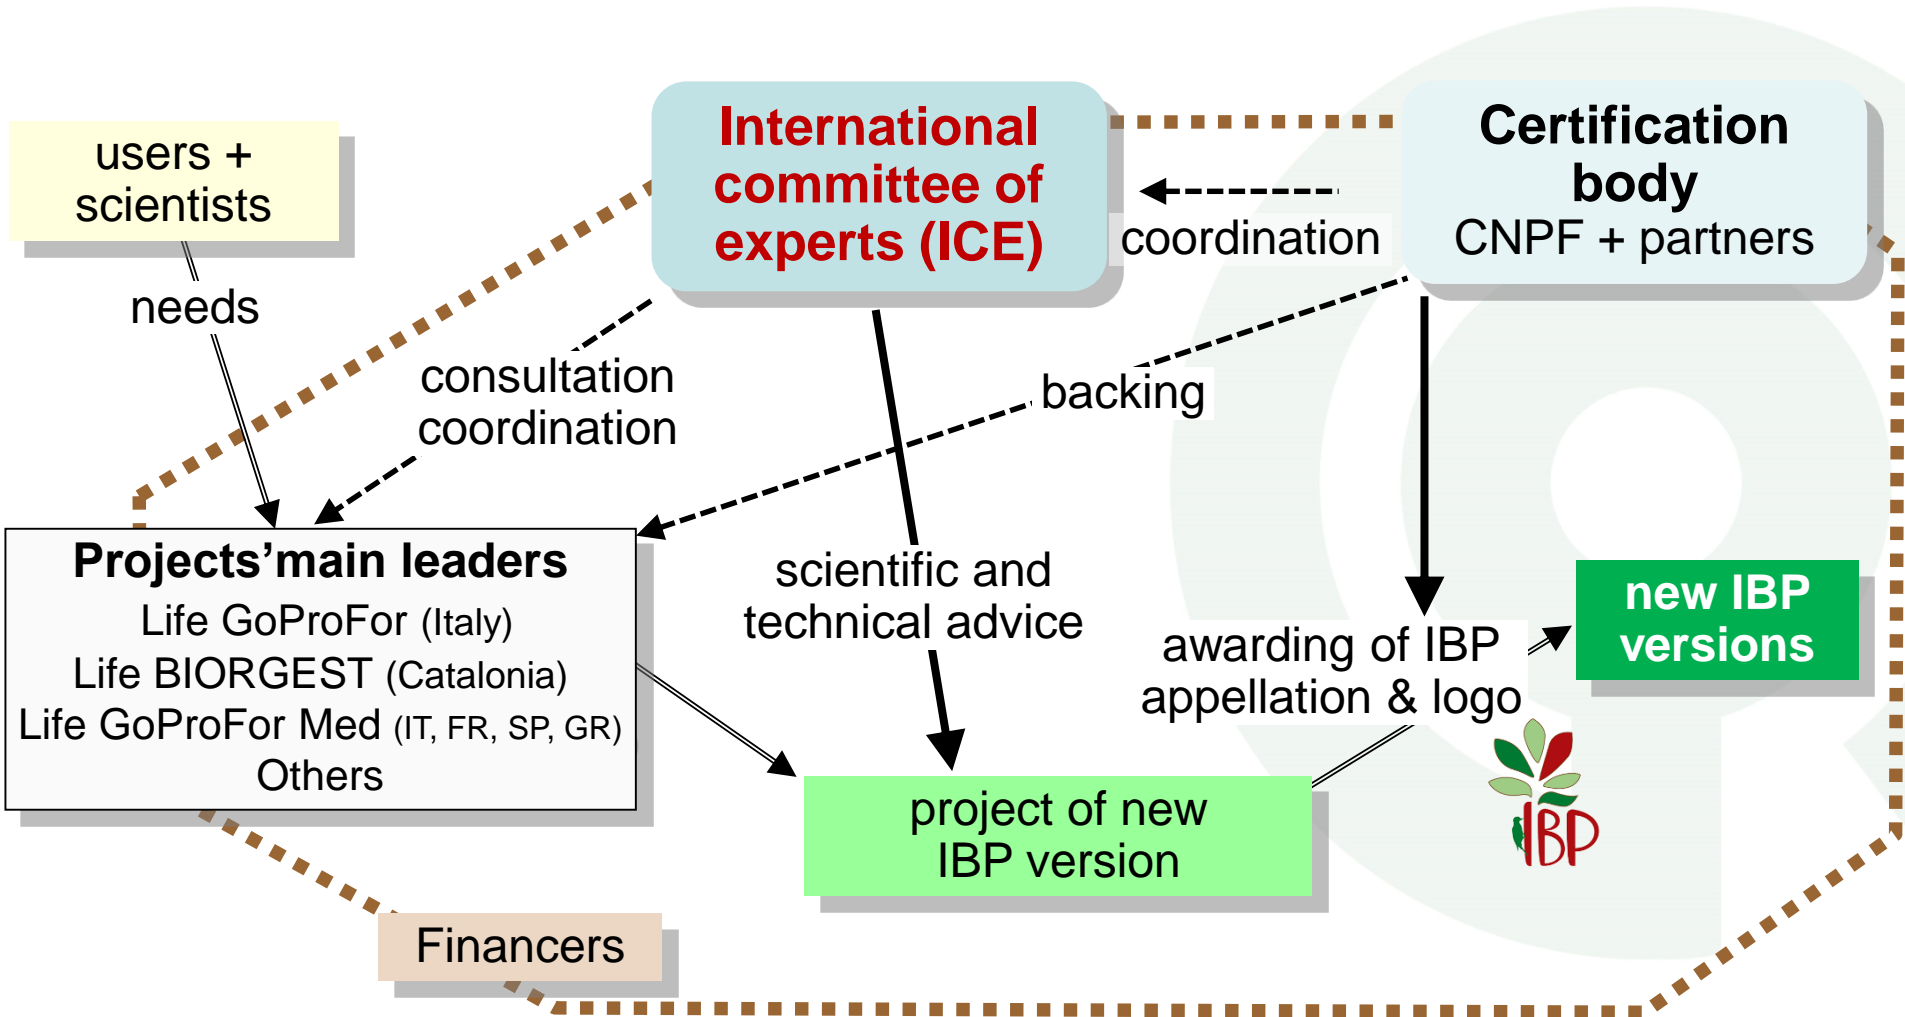 users +
scientists
needs
International
committee of
experts (ICE)
coordination
Certification
body
CNPF + partners
consultation
coordination
backing
Projects’main leaders
Life GoProFor (Italy)
Life BIORGEST (Catalonia)
Life GoProFor Med (IT, FR, SP, GR)
Others
scientific and
technical advice
awarding of IBP
appellation & logo
new IBP
versions
IBP
project of new
IBP version
Financers